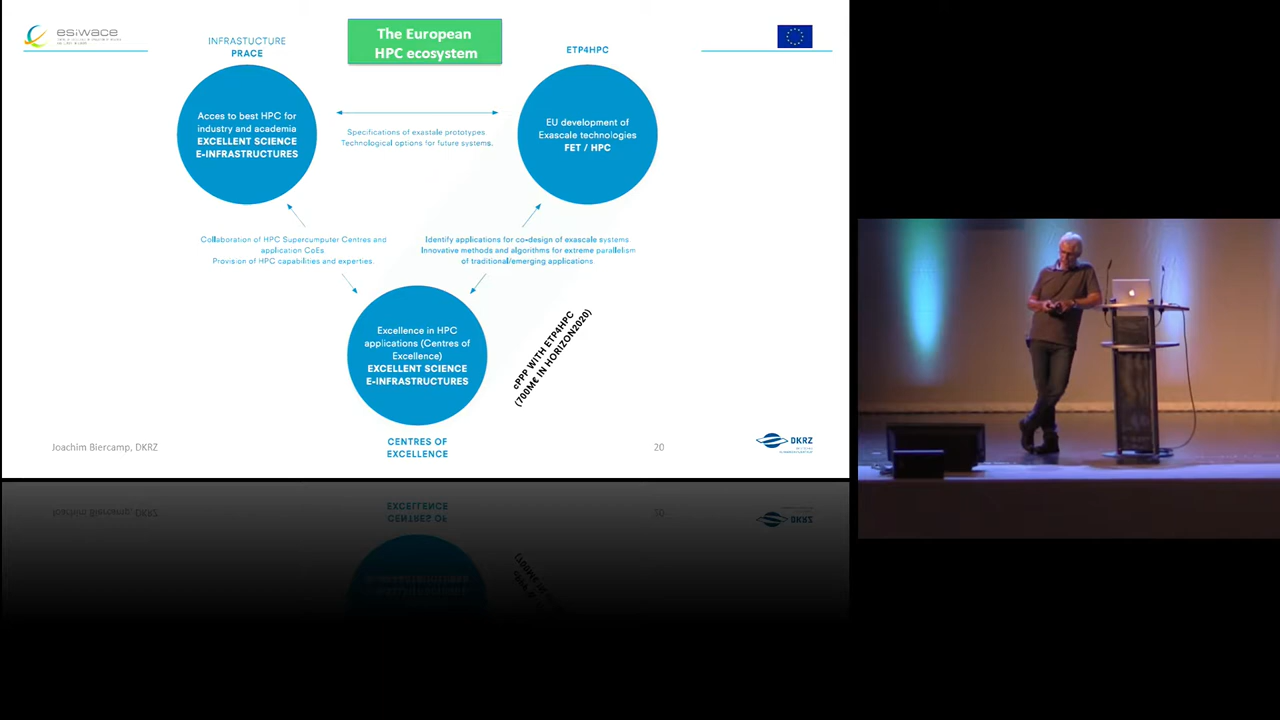 esiwace
INFRASTUCTURE
PRACE
The European
HPC ecosystem
ETP4HPC
Acces to best HPC for
industry and academia
EXCELLENT SCIENCE
E-INFRASTRUCTURES
Specifications of exastale prototypes
Technological options for future systems.
EU development of
Exascale technologies
FET / HPC
Collaboration of HPC Supercumputer Centres and
application CoEs.
Provision of HPC capabilities and experties.
Identify applications for co-design of exascale systems.
Innovative methods and algorithms for extreme parallelism
of traditional/emerging applications
Excellence in HPC
applications (Centres of
Excellence)
EXCELLENT SCIENCE
E-INFRASTRUCTURES
cPPP WITH ETP4HPC
(700M€ IN HORIZON2020)
CENTRES OF
EXCELLENCE
Joachim Biercamp, DKRZ
20
DKRZ